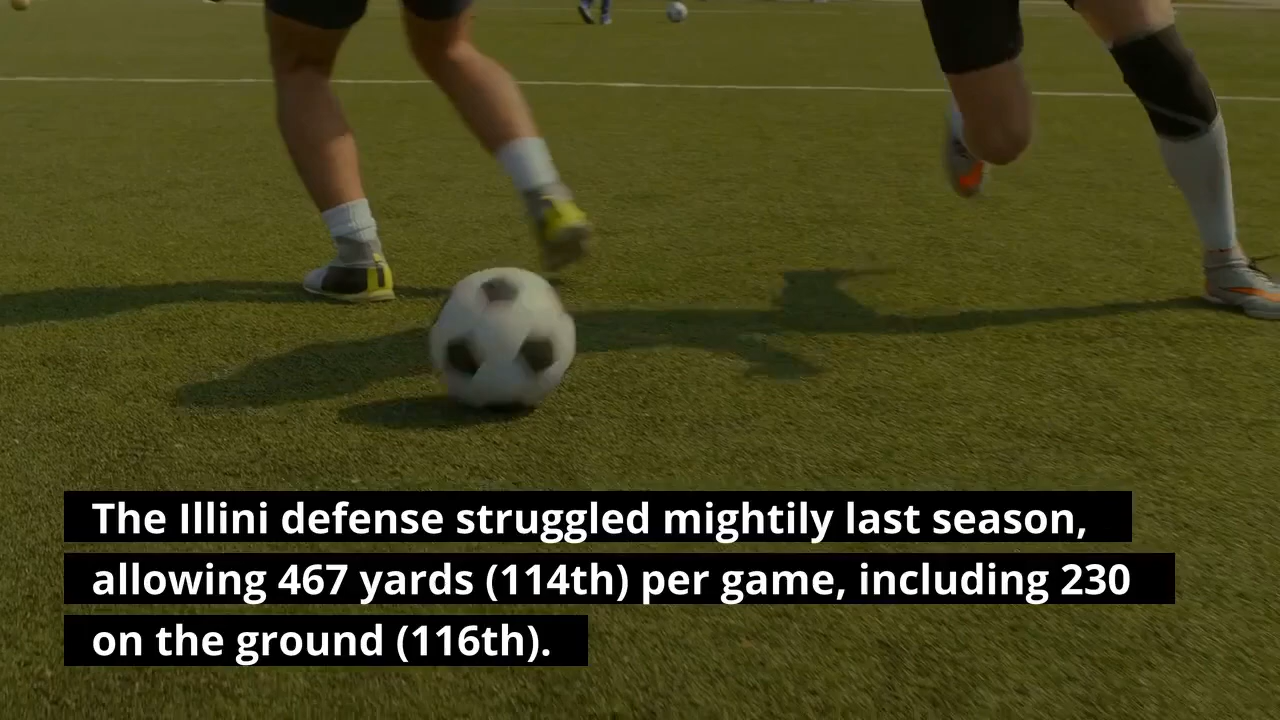 The Illini defense struggled mightily last season,
allowing 467 yards (114th) per game, including 230
on the ground (116th).